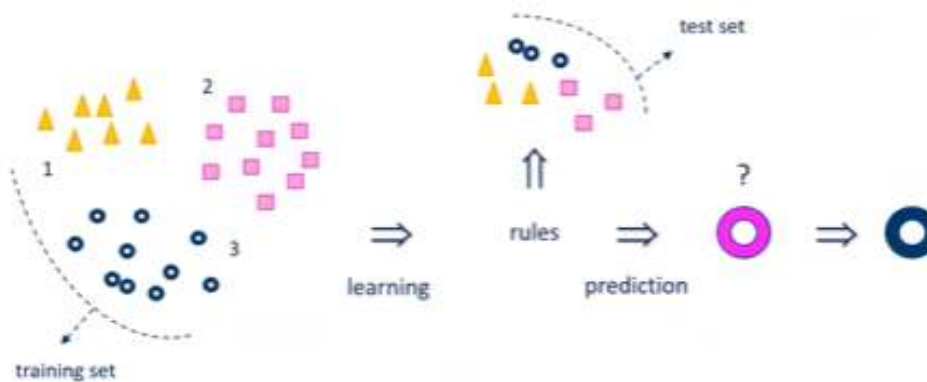 test set
2
1
?
3
rules
learning
prediction
training set